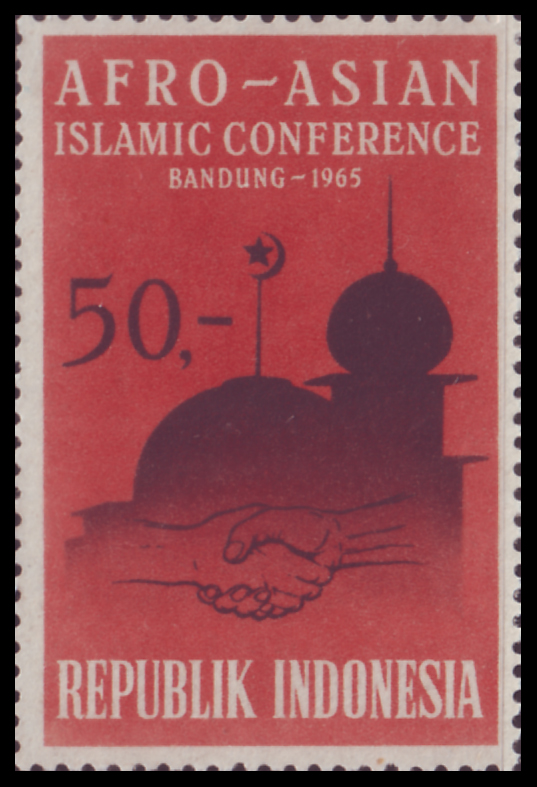 AFRO~ASIAN
ISLAMIC CONFERENCE
BANDUNG~1965
50,-
REPUBLIK INDONESIA